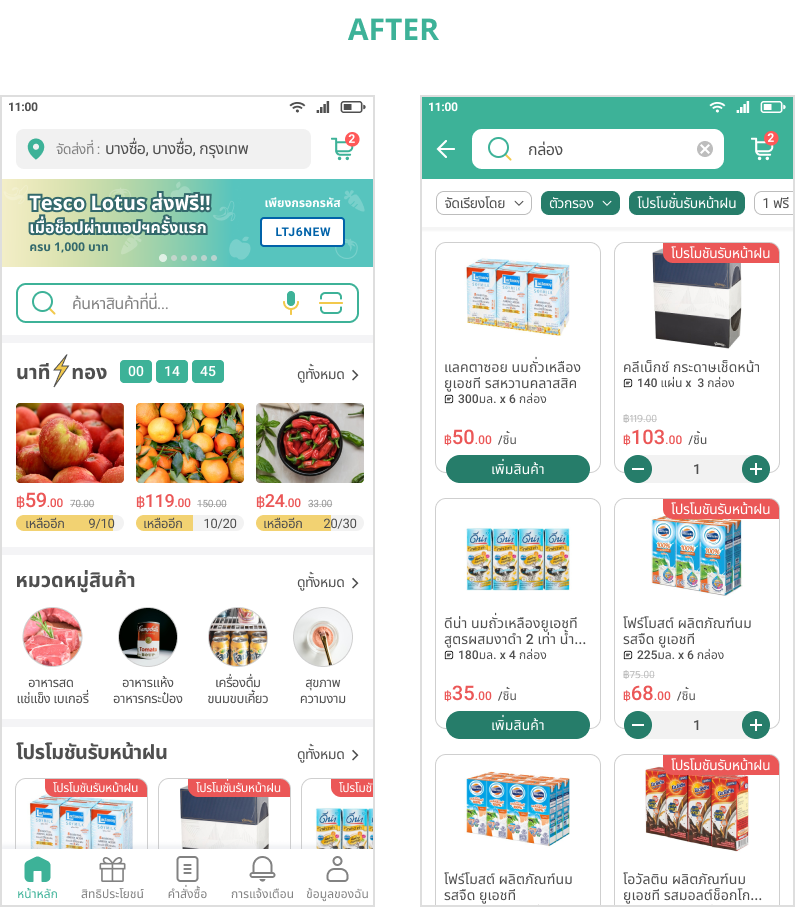 AFTER
11:00
จัดส่งที่ : บางซื่อ, บางซื่อ, กรุงเทพ
2
Tesco Lotus ส่งฟรี!!
เมื่อช็อปผ่านแอปฯครั้งแรก
ครบ 1,000 บาท
เพียงกรอกรหัส
LTJ6NEW
ค้นหาสินค้าที่นี่...
นาที ทอง 00 14 45 ดูทั้งหมด
฿59.00 70.00
เหลืออีก 9/10
฿119.00 150.00
เหลืออีก 10/20
฿24.00 33.00
เหลืออีก 20/30
หมวดหมู่สินค้า ดูทั้งหมด
อาหารสด
แช่แข็ง เบเกอรี่
อาหารแห้ง
อาหารกระป๋อง
เครื่องดื่ม
ขนมขบเคี้ยว
สุขภาพ
ความงาม
โปรโมชันรับหน้าฝน ดูทั้งหมด
โปรโมชันรับหน้าฝน
โปรโมชันรับหน้าฝน
โปรโมชั
หน้าหลัก
สิทธิประโยชน์
คำสั่งซื้อ
การแจ้งเตือน
ข้อมูลของฉัน
11:00
กล่อง
2
จัดเรียงโดย
ตัวกรอง
โปรโมชั่นรับหน้าฝน
1 ฟรี
แลคตาซอย นมถั่วเหลือง
ยูเอชที รสหวานคลาสสิค
300มล. x 6 กล่อง
฿50.00 /ชิ้น
เพิ่มสินค้า
โปรโมชันรับหน้าฝน
คลีเน็กซ์ กระดาษเช็ดหน้า
140 แผ่น x 3 กล่อง
฿119.00
฿103.00 /ชิ้น
1
ดีน่า นมถั่วเหลืองยูเอชที
สูตรผสมงาดำ 2 เท่า น้ำ...
180มล. x 4 กล่อง
฿35.00 /ชิ้น
เพิ่มสินค้า
โปรโมชันรับหน้าฝน
โฟร์โมสต์ ผลิตภัณฑ์นม
รสจืด ยูเอชที
225มล. x 6 กล่อง
฿75.00
฿68.00 /ชิ้น
1
โฟร์โมสต์ ผลิตภัณฑ์นม
รสจืด ยูเอชที
โปรโมชันรับหน้าฝน
โอวัลติน ผลิตภัณฑ์นม
ยูเอชที รสมอลต์ช็อกโก...